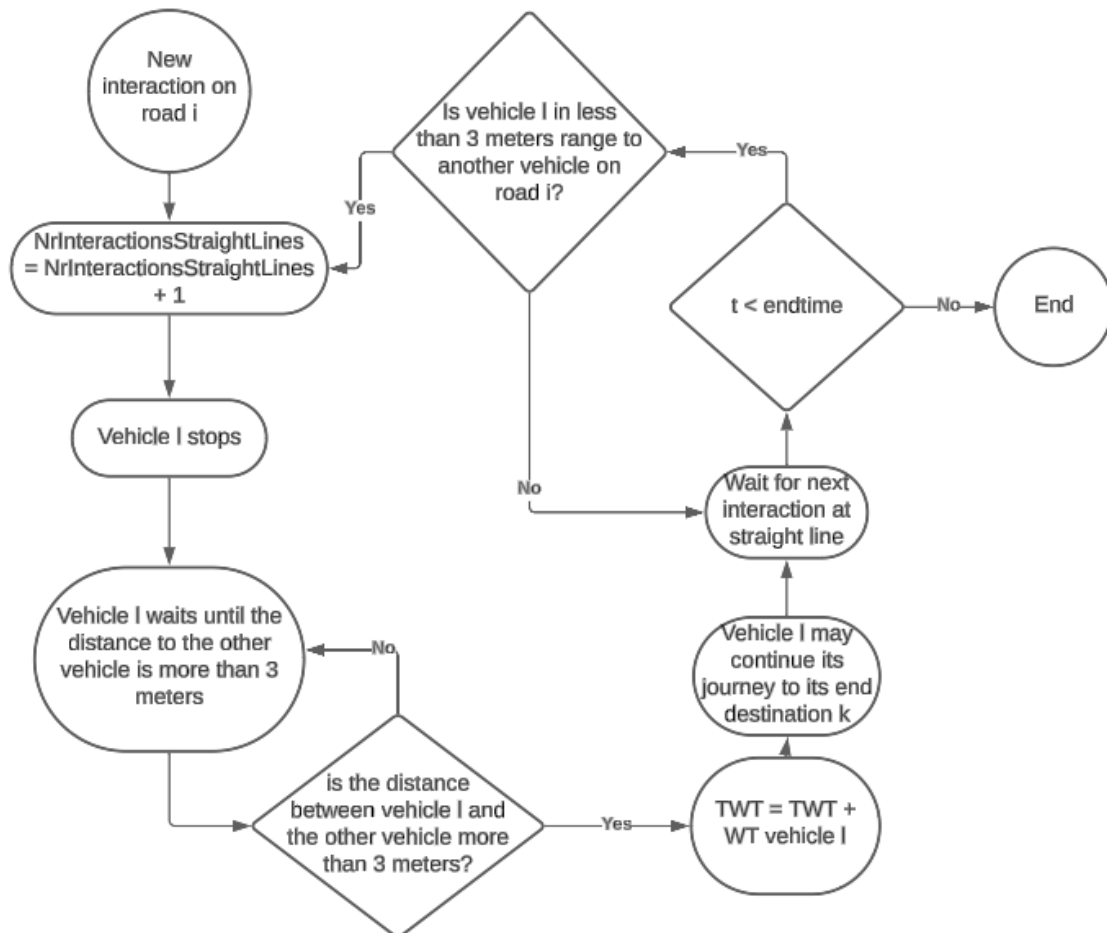 New
interaction on
road i
NrInteractionsStraightLines
= NrInteractionsStraightLines
+ 1
Vehicle l stops
Vehicle l waits until the
distance to the other
vehicle is more than 3
meters
No
is the distance
between vehicle l and
the other vehicle more
than 3 meters?
Yes
TWT = TWT +
WT vehicle l
Vehicle l may
continue its
journey to its end
destination k
Wait for next
interaction at
straight line
t < endtime
No
End
Yes
Is vehicle l in less
than 3 meters range to
another vehicle on
road i?
Yes
No